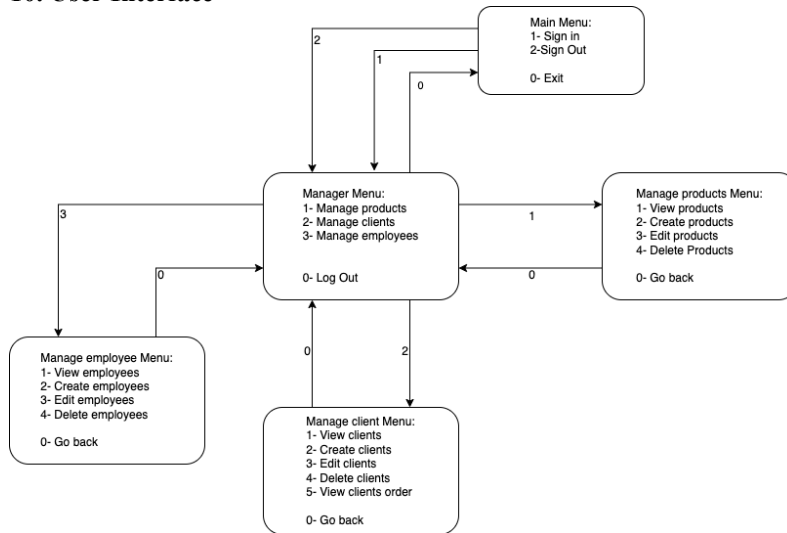 10. User Interface
Main Menu:
1- Sign in
2-Sign Out
0- Exit
2
1
0
Manager Menu:
1- Manage products
2- Manage clients
3- Manage employees
0- Log Out
Manage products Menu:
1- View products
2- Create products
3- Edit products
4- Delete Products
0- Go back
3
1
0
0
Manage employee Menu:
1- View employees
2- Create employees
3- Edit employees
4- Delete employees
0- Go back
0
2
Manage client Menu:
1- View clients
2- Create clients
3- Edit clients
4- Delete clients
5- View clients order
0- Go back